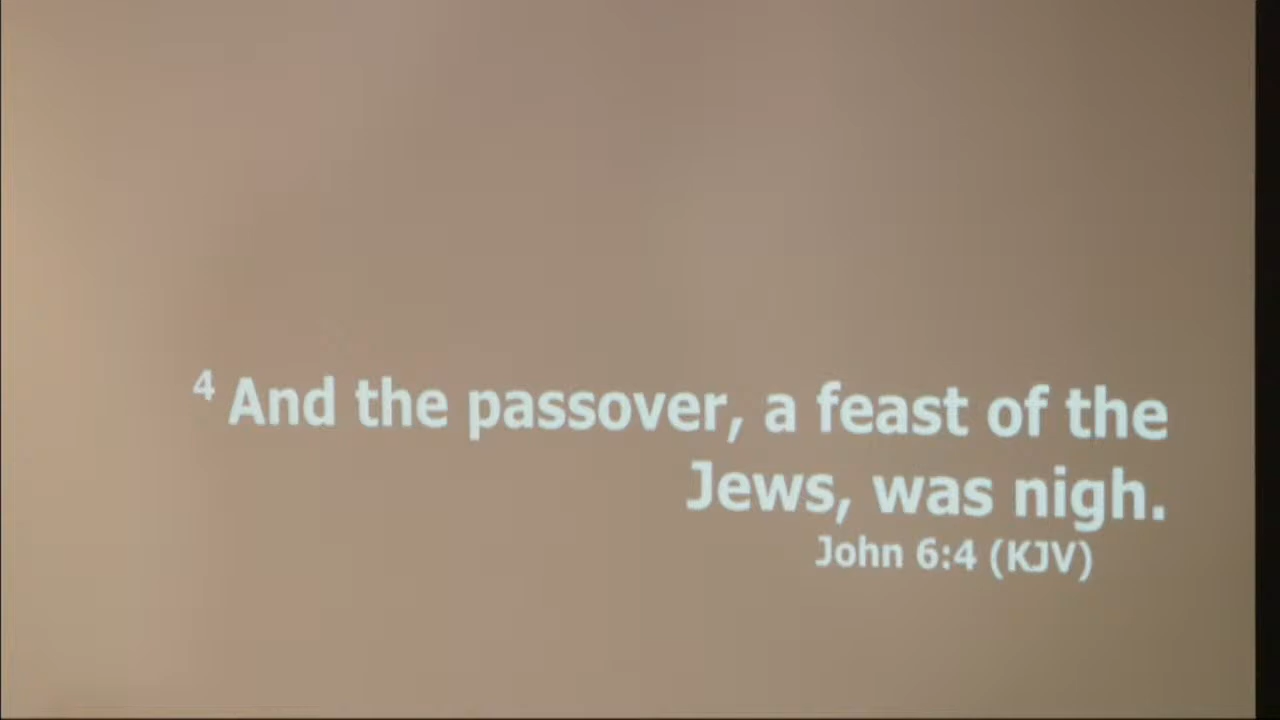 4 And the passover, a feast of the
Jews, was nigh.
John 6:4 (KJV)